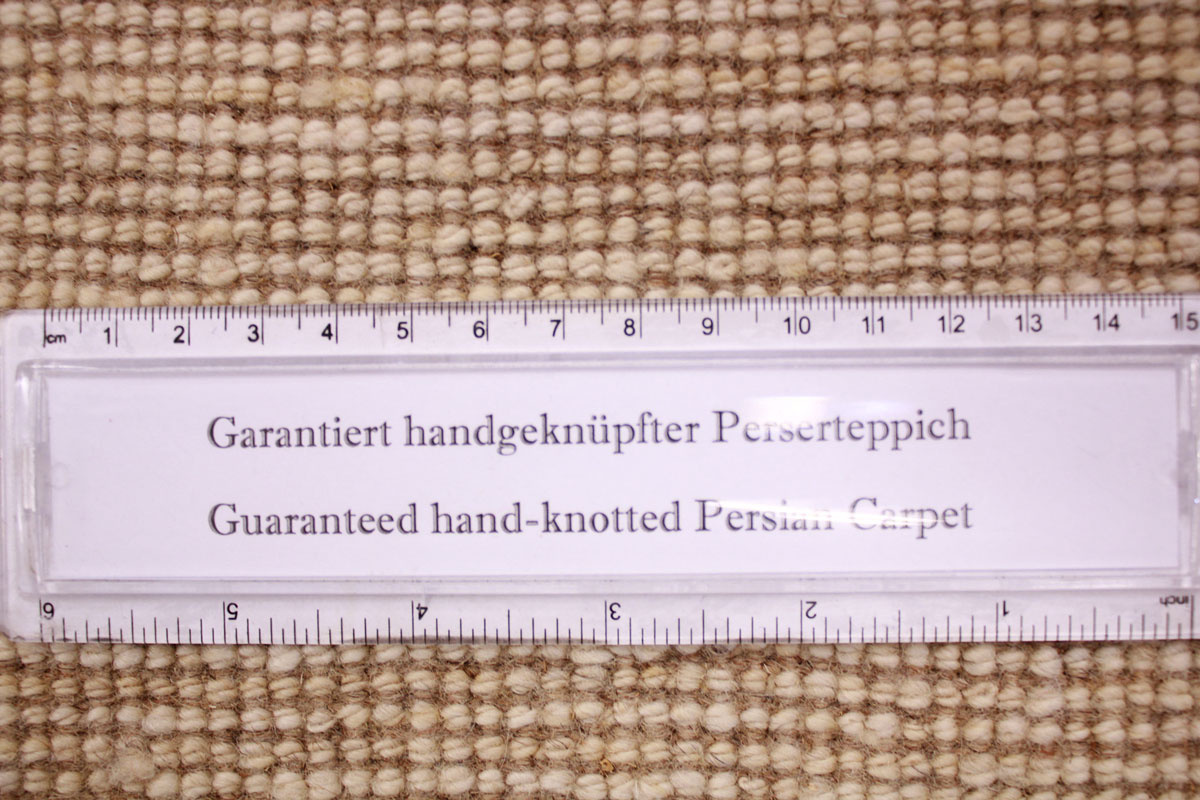 cm 1 2 3 4 5 6 7 8 9 10 11 12 13 14 15
Garantiert handgeknüpfter Perserteppich
Guaranteed hand-knotted Persian Carpet
6 5 4 3 2 1 inch